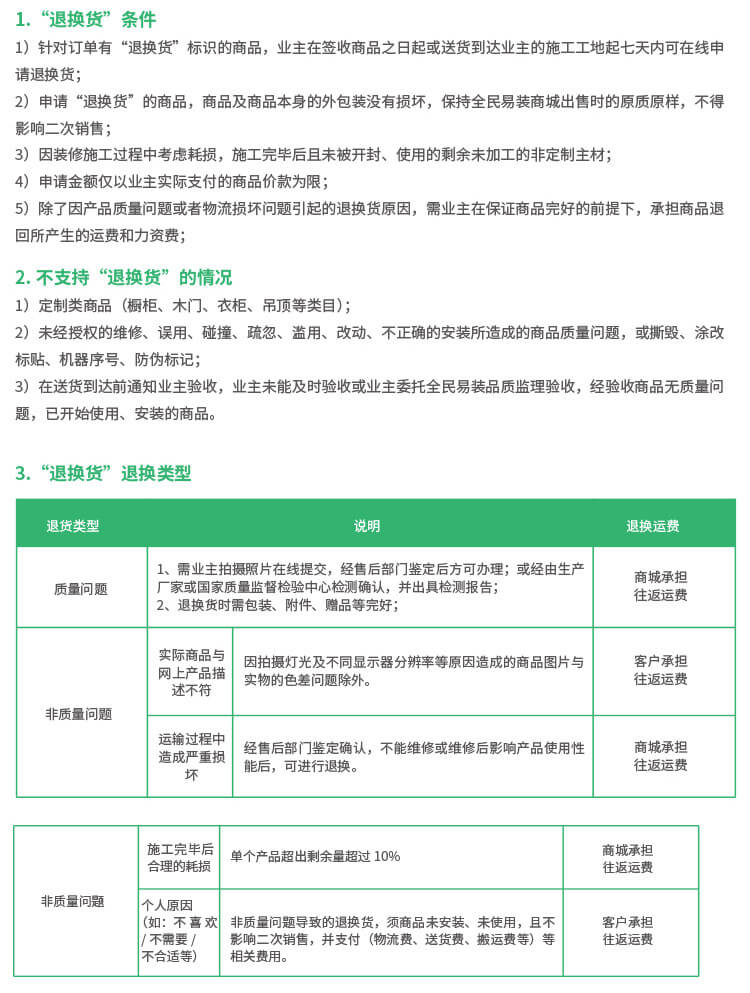 1.“退换货”条件
1）针对订单有“退换货”标识的商品，业主在签收商品之日起或送货到达业主的施工工地起七天内可在线申
请退换货；
2）申请“退换货”的商品，商品及商品本身的外包装没有损坏，保持全民易装商城出售时的原质原样，不得
影响二次销售；
3）因装修施工过程中考虑耗损，施工完毕后且未被开封、使用的剩余未加工的非定制主材；
4）申请金额仅以业主实际支付的商品价款为限；
5）除了因产品质量问题或者物流损坏问题引起的退换货原因，需业主在保证商品完好的前提下，承担商品退
回所产生的运费和力资费；
2. 不支持“退换货”的情况
1）定制类商品（橱柜、木门、衣柜、吊顶等类目）；
2）未经授权的维修、误用、碰撞、疏忽、滥用、改动、不正确的安装所造成的商品质量问题，或撕毁、涂改
标贴、机器序号、防伪标记；
3）在送货到达前通知业主验收，业主未能及时验收或业主委托全民易装品质监理验收，经验收商品无质量问
题，已开始使用、安装的商品。
3.“退换货”退换类型
退货类型
说明
退换运费
质量问题
1、需业主拍摄照片在线提交，经售后部门鉴定后方可办理；或经由生产
厂家或国家质量监督检验中心检测确认，并出具检测报告；
2、退换货时需包装、附件、赠品等完好；
商城承担
往返运费
非质量问题
实际商品与
网上产品描
述不符
因拍摄灯光及不同显示器分辨率等原因造成的商品图片与
实物的色差问题除外。
客户承担
往返运费
运输过程中
造成严重损
坏
经售后部门鉴定确认，不能维修或维修后影响产品使用性
能后，可进行退换。
商城承担
往返运费
非质量问题
施工完毕后
合理的耗损
单个产品超出剩余量超过 10%
商城承担
往返运费
个人原因
（如：不 喜 欢
/ 不需要 /
不合适等）
非质量问题导致的退换货，须商品未安装、未使用，且不
影响二次销售，并支付（物流费、送货费、搬运费等）等
相关费用。
客户承担
往返运费